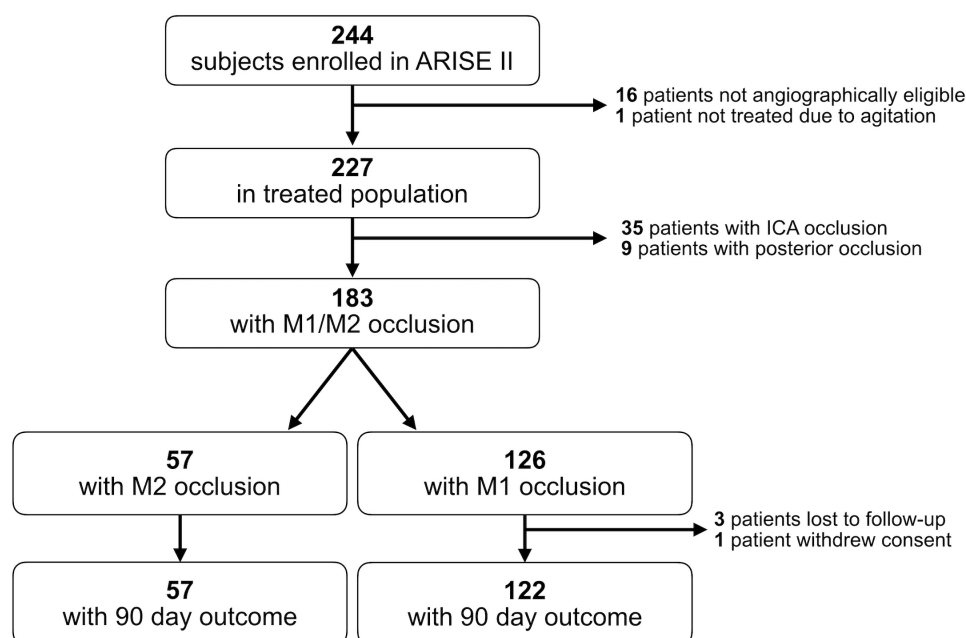 244
subjects enrolled in ARISE II
16 patients not angiographically eligible
1 patient not treated due to agitation
227
in treated population
35 patients with ICA occlusion
9 patients with posterior occlusion
183
with M1/M2 occlusion
57
with M2 occlusion
126
with M1 occlusion
3 patients lost to follow-up
1 patient withdrew consent
57
with 90 day outcome
122
with 90 day outcome